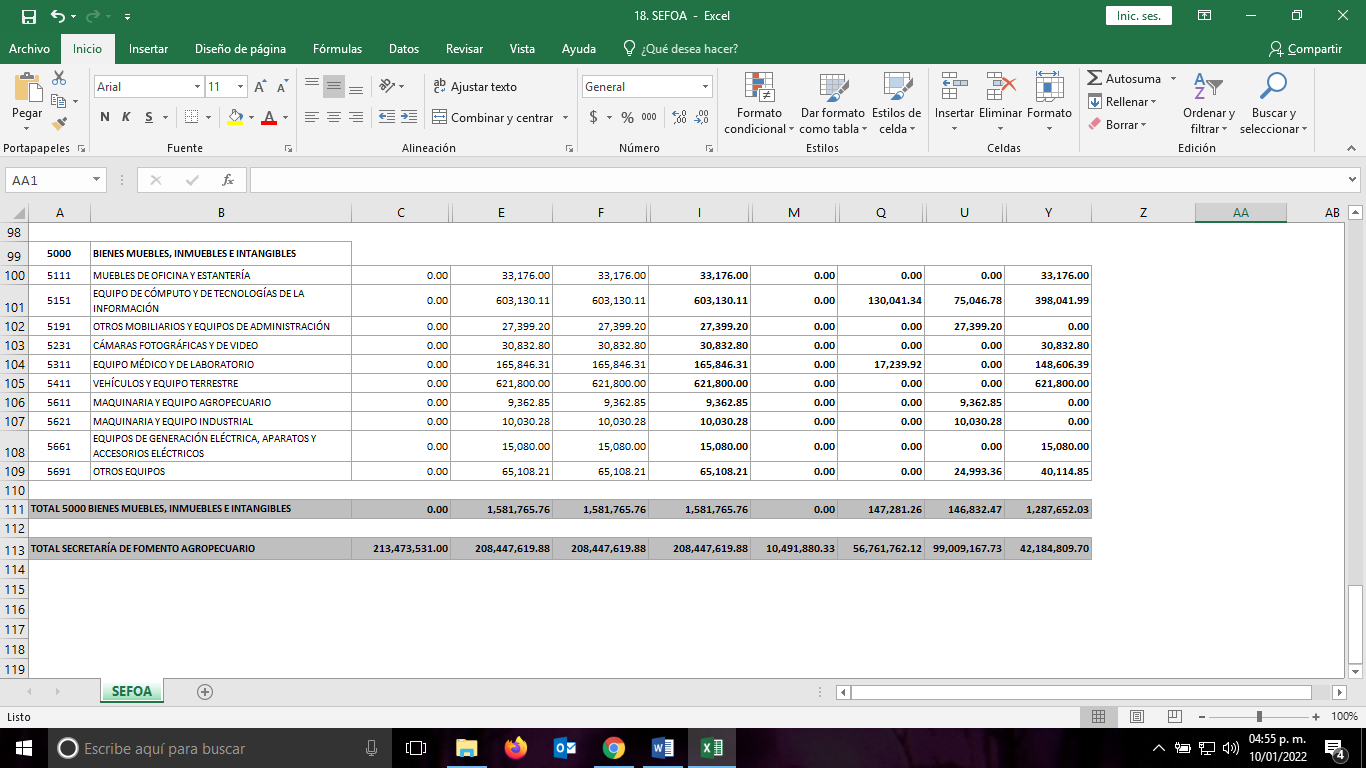 18. SEFOA - Excel
Inic. ses.
Archivo Inicio Insertar Diseño de página Fórmulas Datos Revisar Vista Ayuda ¿Qué desea hacer? Compartir
Pegar
Arial 11
N K S
Ajustar texto
Combinar y centrar
General
$ % 000
Formato condicional
Dar formato como tabla
Estilos de celda
Insertar Eliminar Formato
Autosuma
Rellenar
Borrar
Ordenar y filtrar
Buscar y seleccionar
Portapapeles Fuente Alineación Número Estilos Celdas Edición
AA1 fx
A B C E F I M Q U Y Z AA AB
98
99 5000 BIENES MUEBLES, INMUEBLES E INTANGIBLES
100 5111 MUEBLES DE OFICINA Y ESTANTERÍA 0.00 33,176.00 33,176.00 33,176.00 0.00 0.00 0.00 33,176.00
101 5151 EQUIPO DE CÓMPUTO Y DE TECNOLOGÍAS DE LA INFORMACIÓN 0.00 603,130.11 603,130.11 603,130.11 0.00 130,041.34 75,046.78 398,041.99
102 5191 OTROS MOBILIARIOS Y EQUIPOS DE ADMINISTRACIÓN 0.00 27,399.20 27,399.20 27,399.20 0.00 0.00 27,399.20 0.00
103 5231 CÁMARAS FOTOGRÁFICAS Y DE VIDEO 0.00 30,832.80 30,832.80 30,832.80 0.00 0.00 0.00 30,832.80
104 5311 EQUIPO MÉDICO Y DE LABORATORIO 0.00 165,846.31 165,846.31 165,846.31 0.00 17,239.92 0.00 148,606.39
105 5411 VEHÍCULOS Y EQUIPO TERRESTRE 0.00 621,800.00 621,800.00 621,800.00 0.00 0.00 0.00 621,800.00
106 5611 MAQUINARIA Y EQUIPO AGROPECUARIO 0.00 9,362.85 9,362.85 9,362.85 0.00 0.00 9,362.85 0.00
107 5621 MAQUINARIA Y EQUIPO INDUSTRIAL 0.00 10,030.28 10,030.28 10,030.28 0.00 0.00 10,030.28 0.00
108 5661 EQUIPOS DE GENERACIÓN ELÉCTRICA, APARATOS Y ACCESORIOS ELÉCTRICOS 0.00 15,080.00 15,080.00 15,080.00 0.00 0.00 0.00 15,080.00
109 5691 OTROS EQUIPOS 0.00 65,108.21 65,108.21 65,108.21 0.00 0.00 24,993.36 40,114.85
110
111 TOTAL 5000 BIENES MUEBLES, INMUEBLES E INTANGIBLES 0.00 1,581,765.76 1,581,765.76 1,581,765.76 0.00 147,281.26 146,832.47 1,287,652.03
112
113 TOTAL SECRETARÍA DE FOMENTO AGROPECUARIO 213,473,531.00 208,447,619.88 208,447,619.88 208,447,619.88 10,491,880.33 56,761,762.12 99,009,167.73 42,184,809.70
114
115
116
117
118
119
SEFOA
Listo
100%
Escribe aquí para buscar
04:55 p. m.
10/01/2022
4